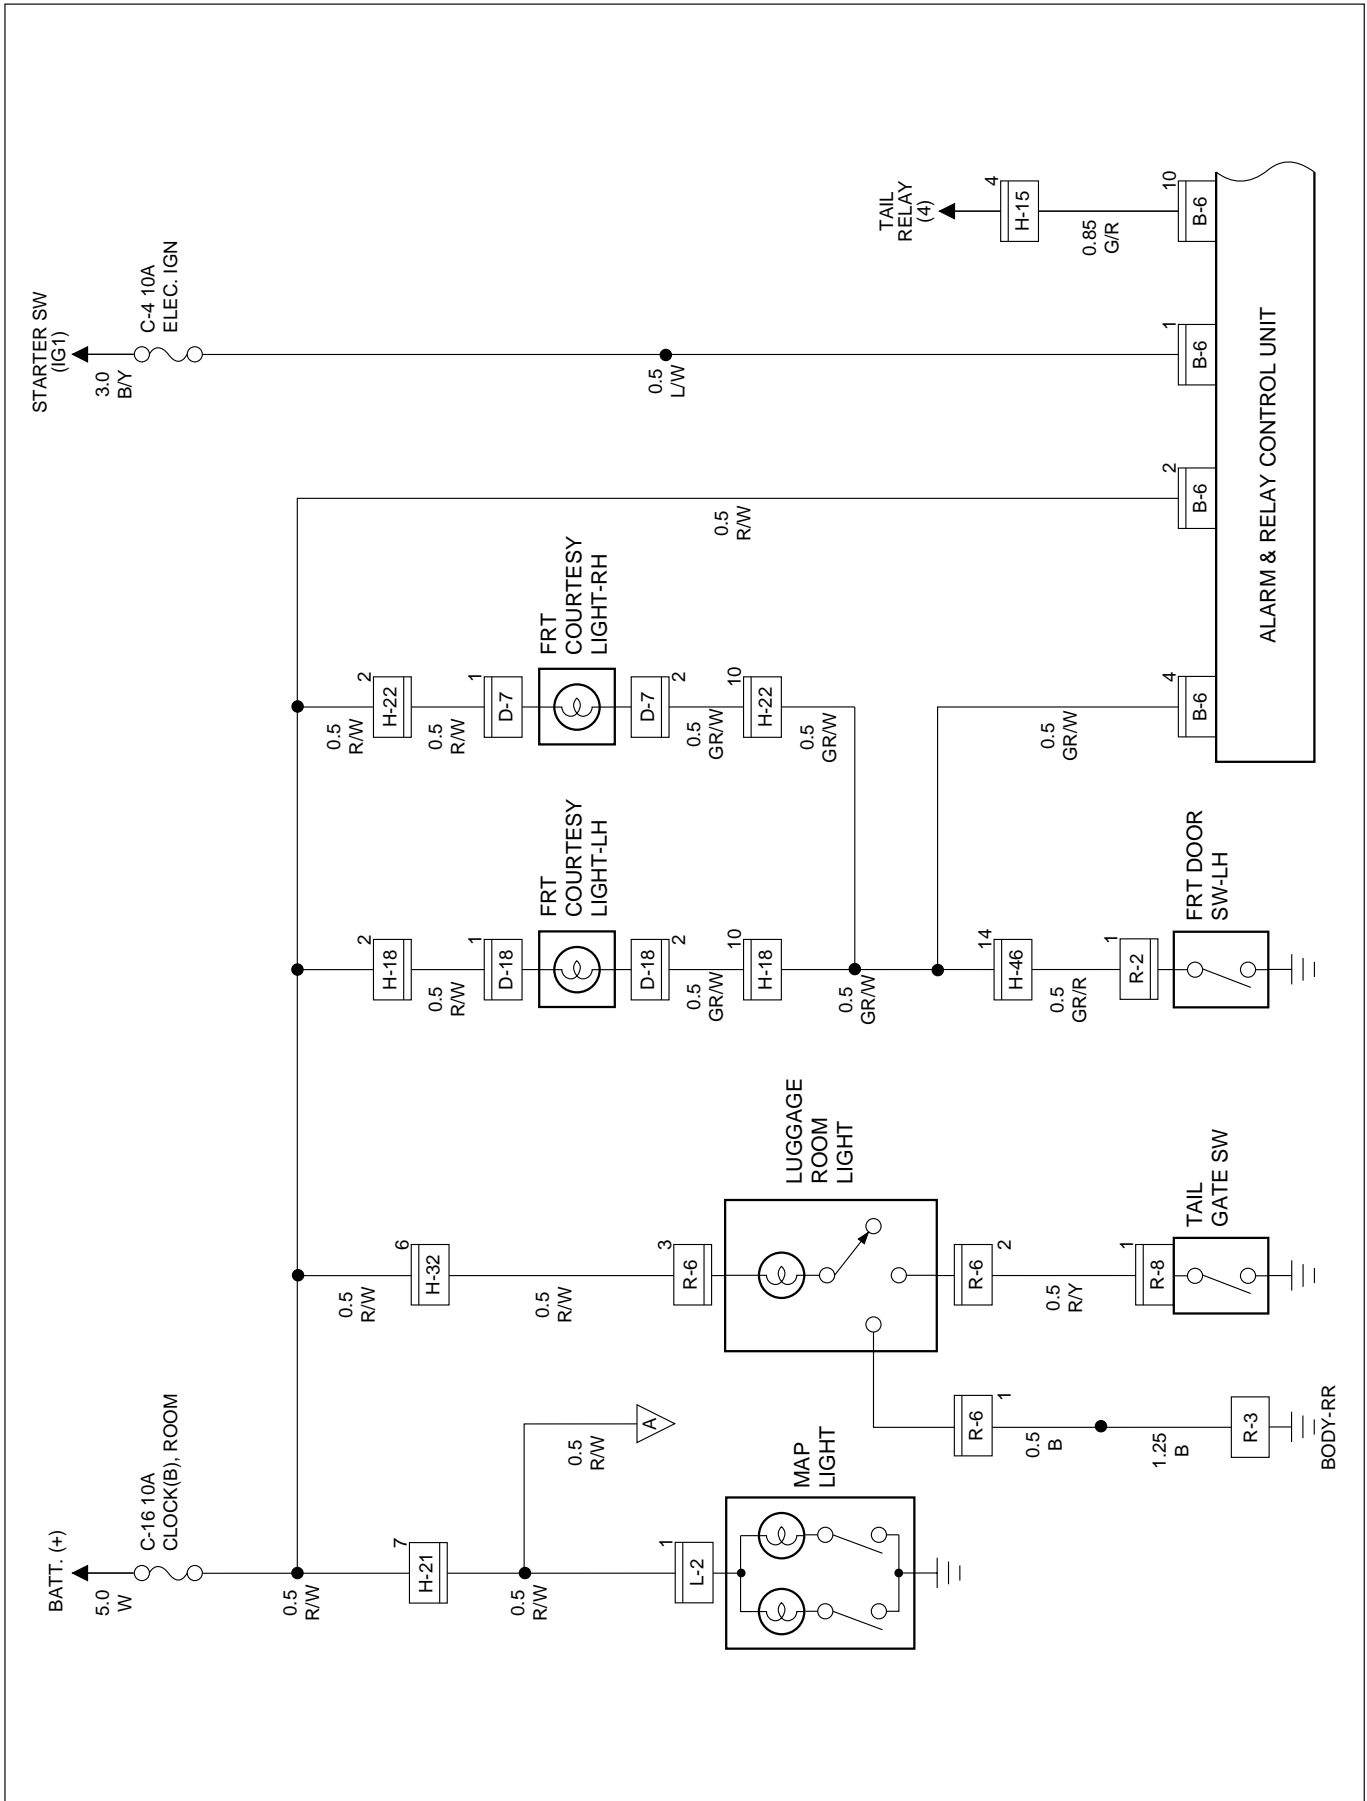 BATT. (+)
5.0
W
C-16 10A
CLOCK(B), ROOM
0.5
R/W
7
H-21
0.5
R/W
0.5
R/W
A
1
L-2
MAP
LIGHT
0.5
R/W
6
H-32
0.5
R/W
3
R-6
LUGGAGE
ROOM
LIGHT
R-6
1
0.5
B
1.25
B
R-3
BODY-RR
R-6
2
0.5
R/Y
1
R-8
TAIL
GATE SW
2
H-18
0.5
R/W
1
D-18
FRT
COURTESY
LIGHT-LH
D-18
2
0.5
GR/W
10
H-18
0.5
GR/W
14
H-46
0.5
GR/R
1
R-2
FRT DOOR
SW-LH
0.5
R/W
2
H-22
0.5
R/W
1
D-7
FRT
COURTESY
LIGHT-RH
D-7
2
0.5
GR/W
10
H-22
0.5
GR/W
0.5
GR/W
4
B-6
0.5
R/W
2
B-6
STARTER SW
(IG1)
3.0
B/Y
C-4 10A
ELEC. IGN
0.5
L/W
1
B-6
TAIL
RELAY
(4)
4
H-15
0.85
G/R
10
B-6
ALARM & RELAY CONTROL UNIT